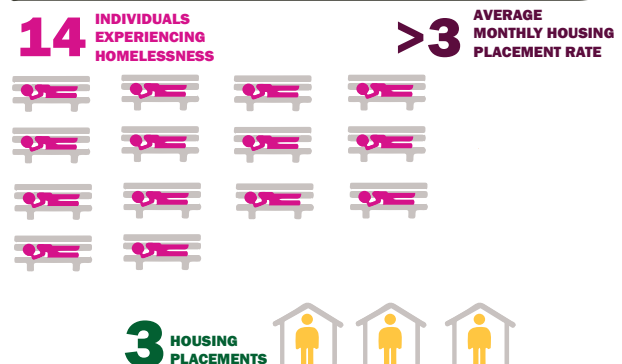 14 INDIVIDUALS
EXPERIENCING
HOMELESSNESS
>3 AVERAGE
MONTHLY HOUSING
PLACEMENT RATE
3 HOUSING
PLACEMENTS